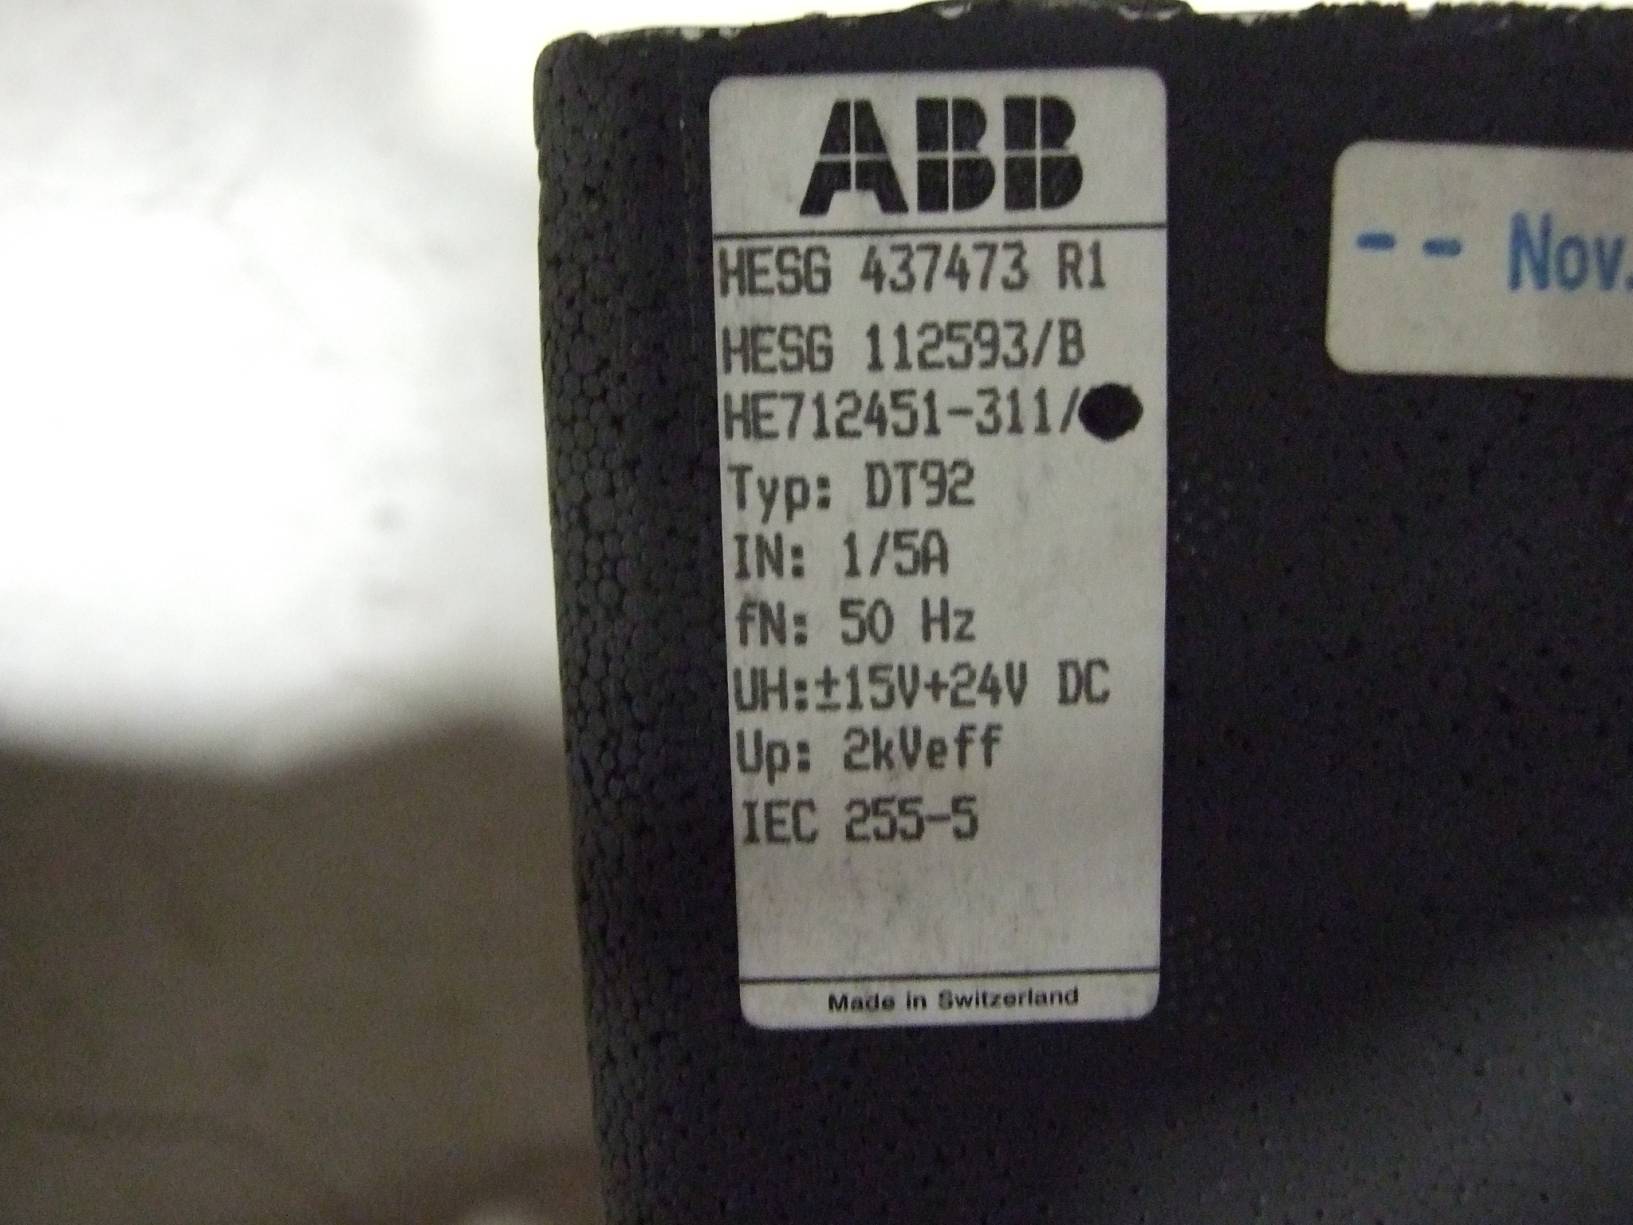 ABB
HESG 437473 R1
HESG 112593/B
HE712451-311/
Typ: DT92
IN: 1/5A
fN: 50 Hz
UH:±15V+24V DC
Up: 2kVeff
IEC 255-5
Made in Switzerland
-- Nov.